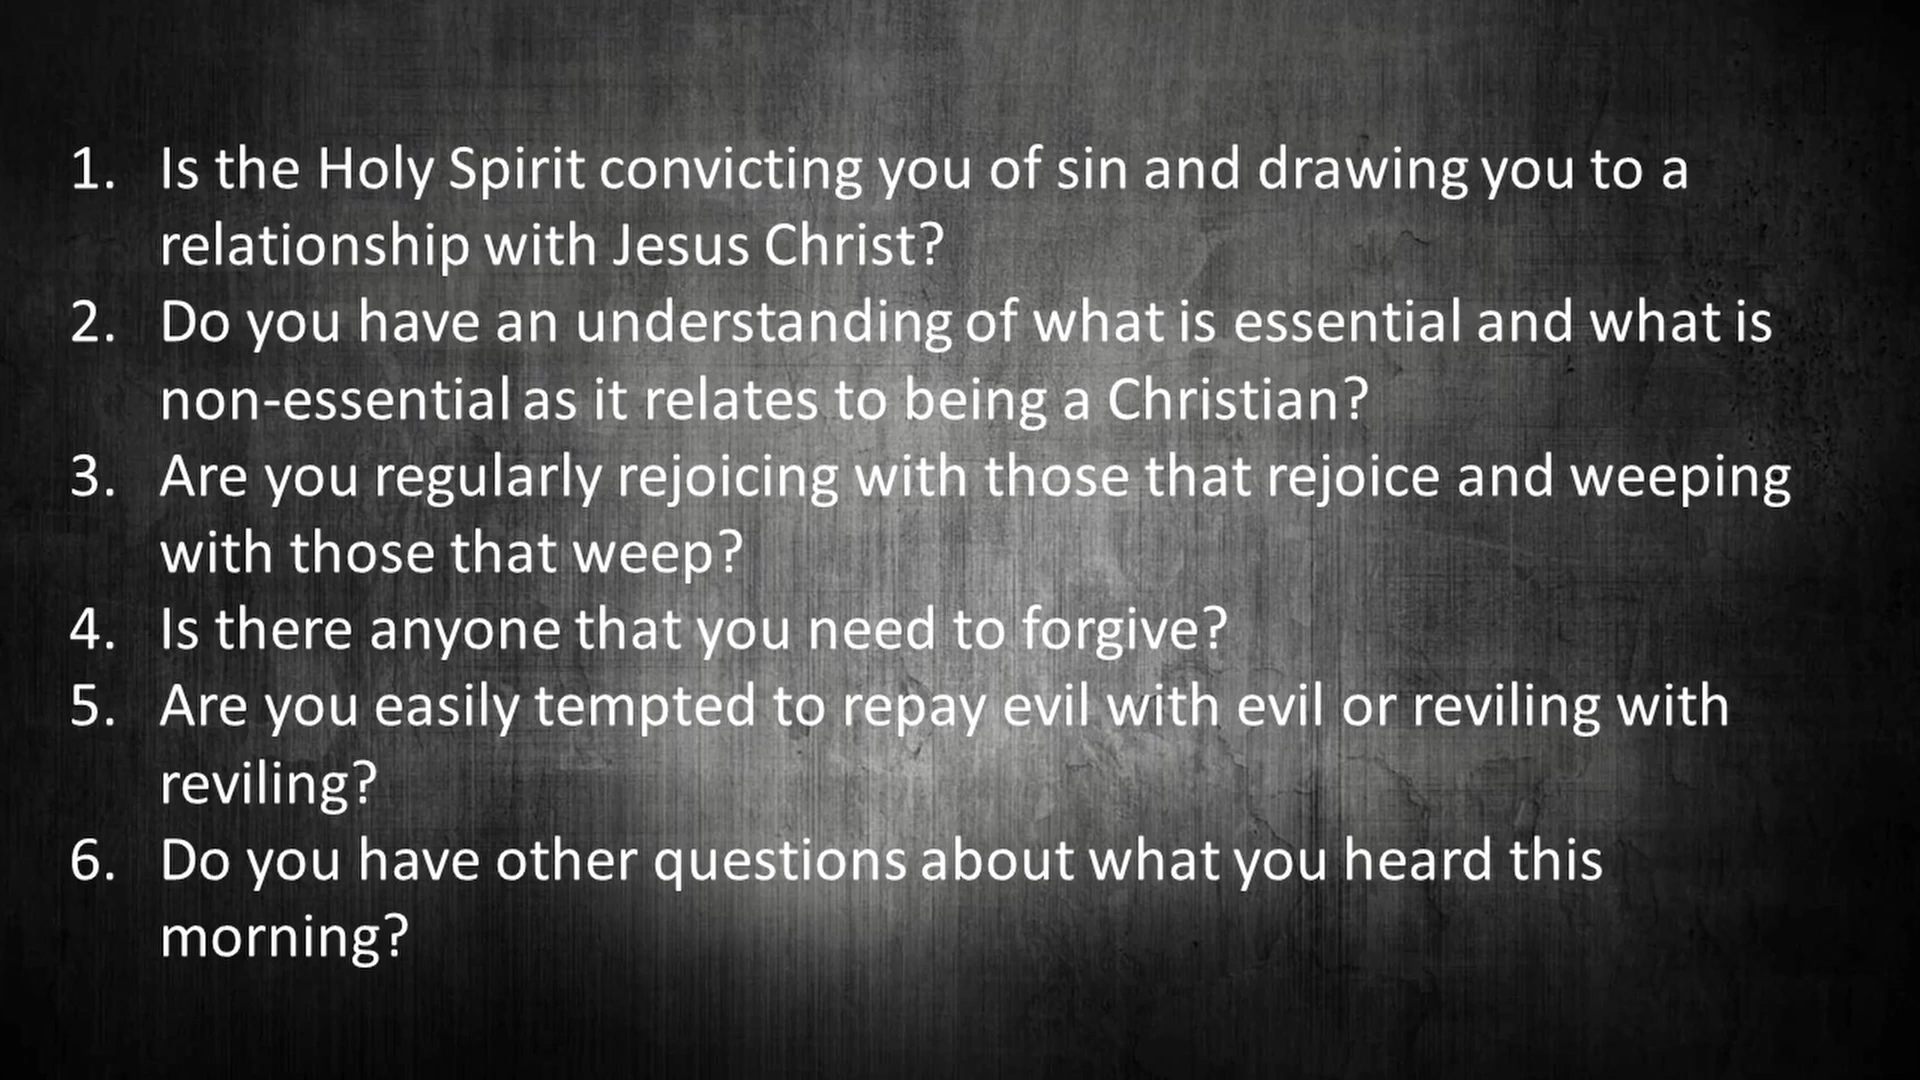 1. Is the Holy Spirit convicting you of sin and drawing you to a
relationship with Jesus Christ?
2. Do you have an understanding of what is essential and what is
non-essential as it relates to being a Christian?
3. Are you regularly rejoicing with those that rejoice and weeping
with those that weep?
4. Is there anyone that you need to forgive?
5. Are you easily tempted to repay evil with evil or reviling with
reviling?
6. Do you have other questions about what you heard this
morning?